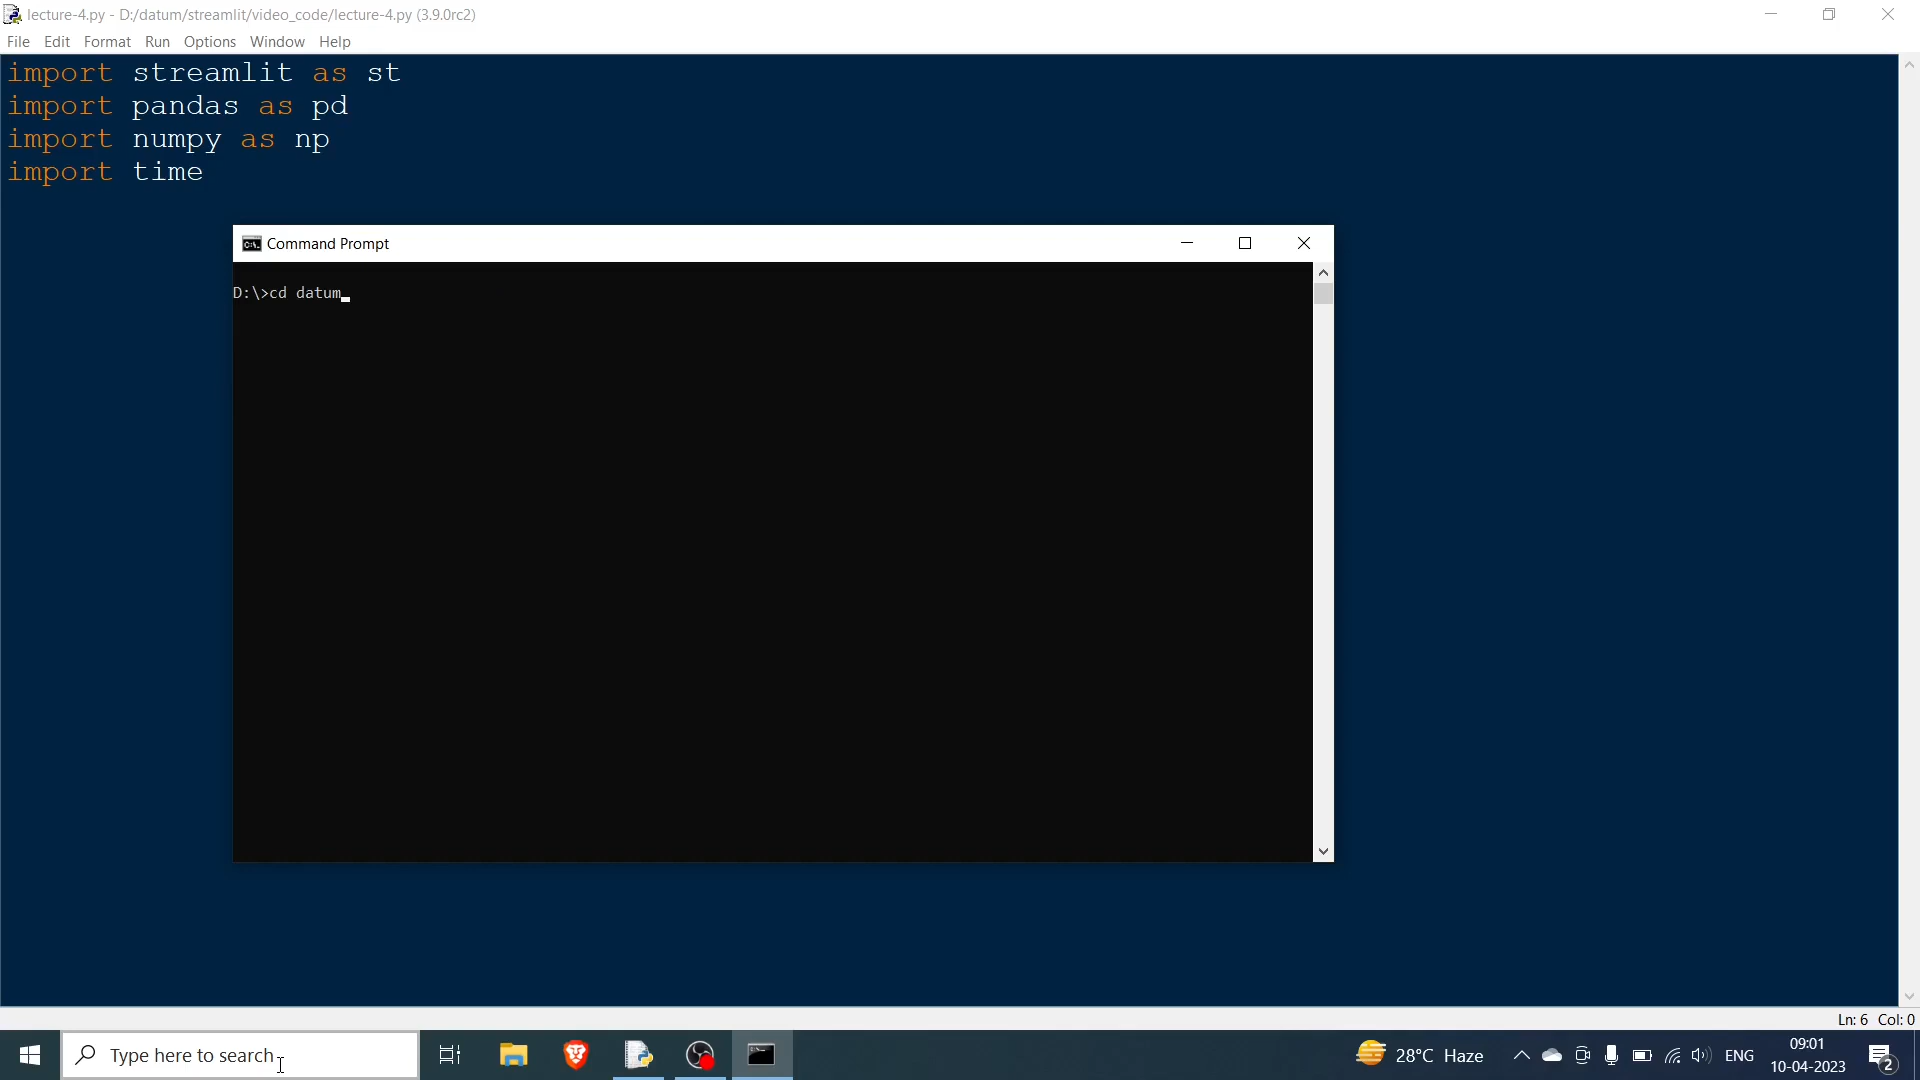 lecture-4.py - D:/datum/streamlit/video_code/lecture-4.py (3.9.0rc2)
File Edit Format Run Options Window Help
import streamlit as st
import pandas as pd
import numpy as np
import time
Command Prompt
D:\>cd datum
Ln: 6 Col: 0
Type here to search
28°C Haze
ENG
09:01
10-04-2023
2